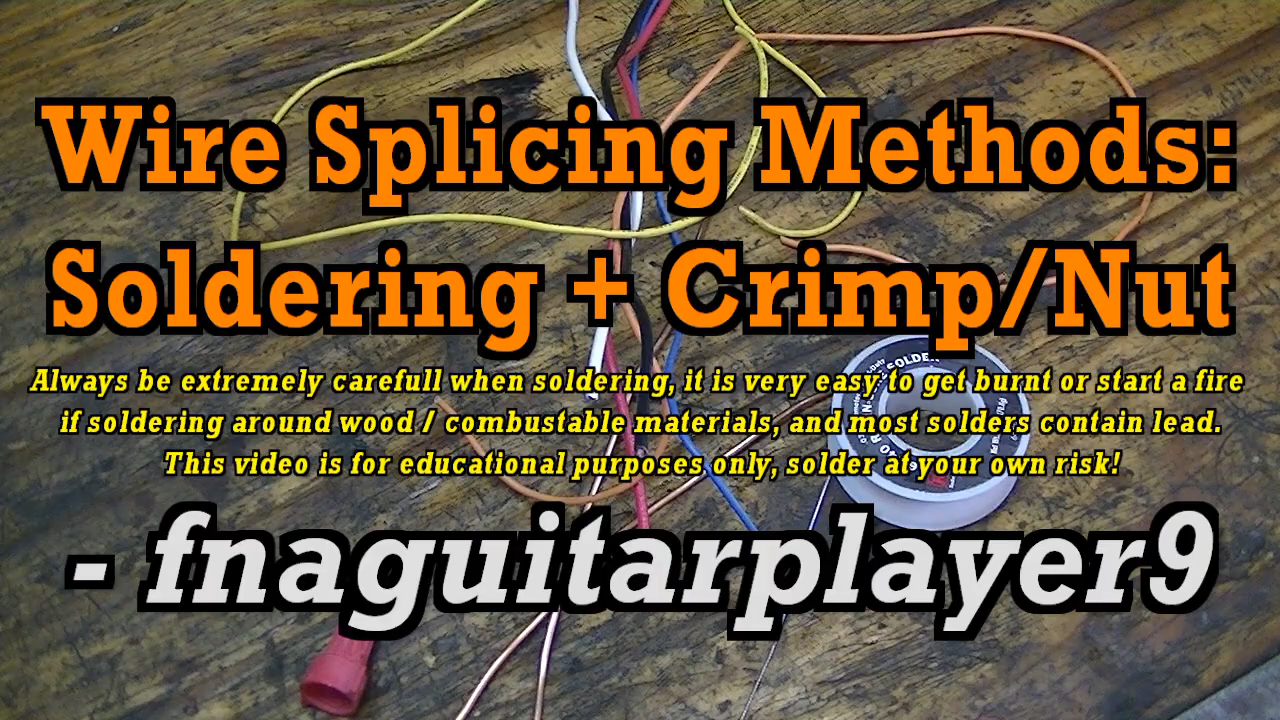 Wire Splicing Methods:
Soldering + Crimp/Nut
Always be extremely carefull when soldering, it is very easy to get burnt or start a fire
if soldering around wood / combustable materials, and most solders contain lead.
This video is for educational purposes only, solder at your own risk!
- fnaguitarplayer9
SOLDER